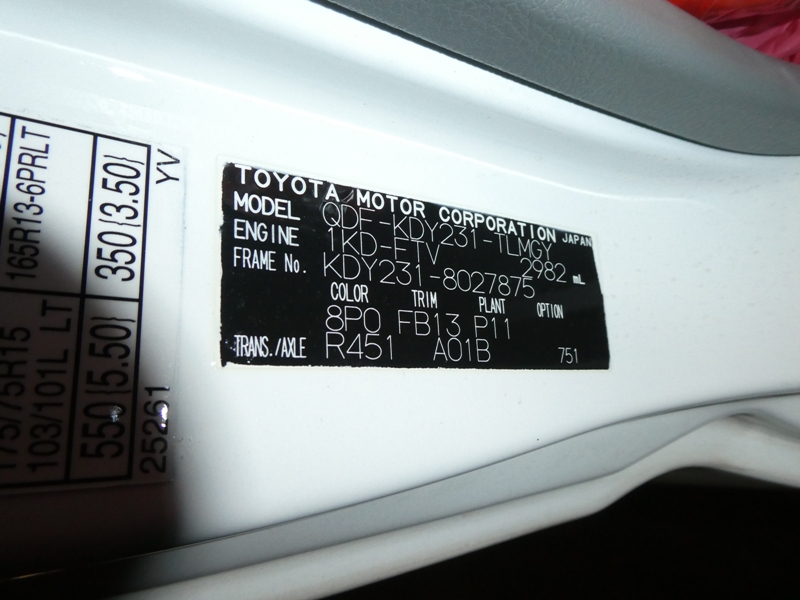 TOYOTA MOTOR CORPORATION JAPAN
MODEL QDF-KDY231-TLMGY
ENGINE 1KD-FTV 2982 mL
FRAME No. KDY231-8027875
COLOR TRIM PLANT OPTION
8P0 FB13 P11
TRANS./AXLE R451 A01B 751
165R13-6PRLT
350(3.50)
YV
175/75R15
103/101L LT
550(5.50)
25261